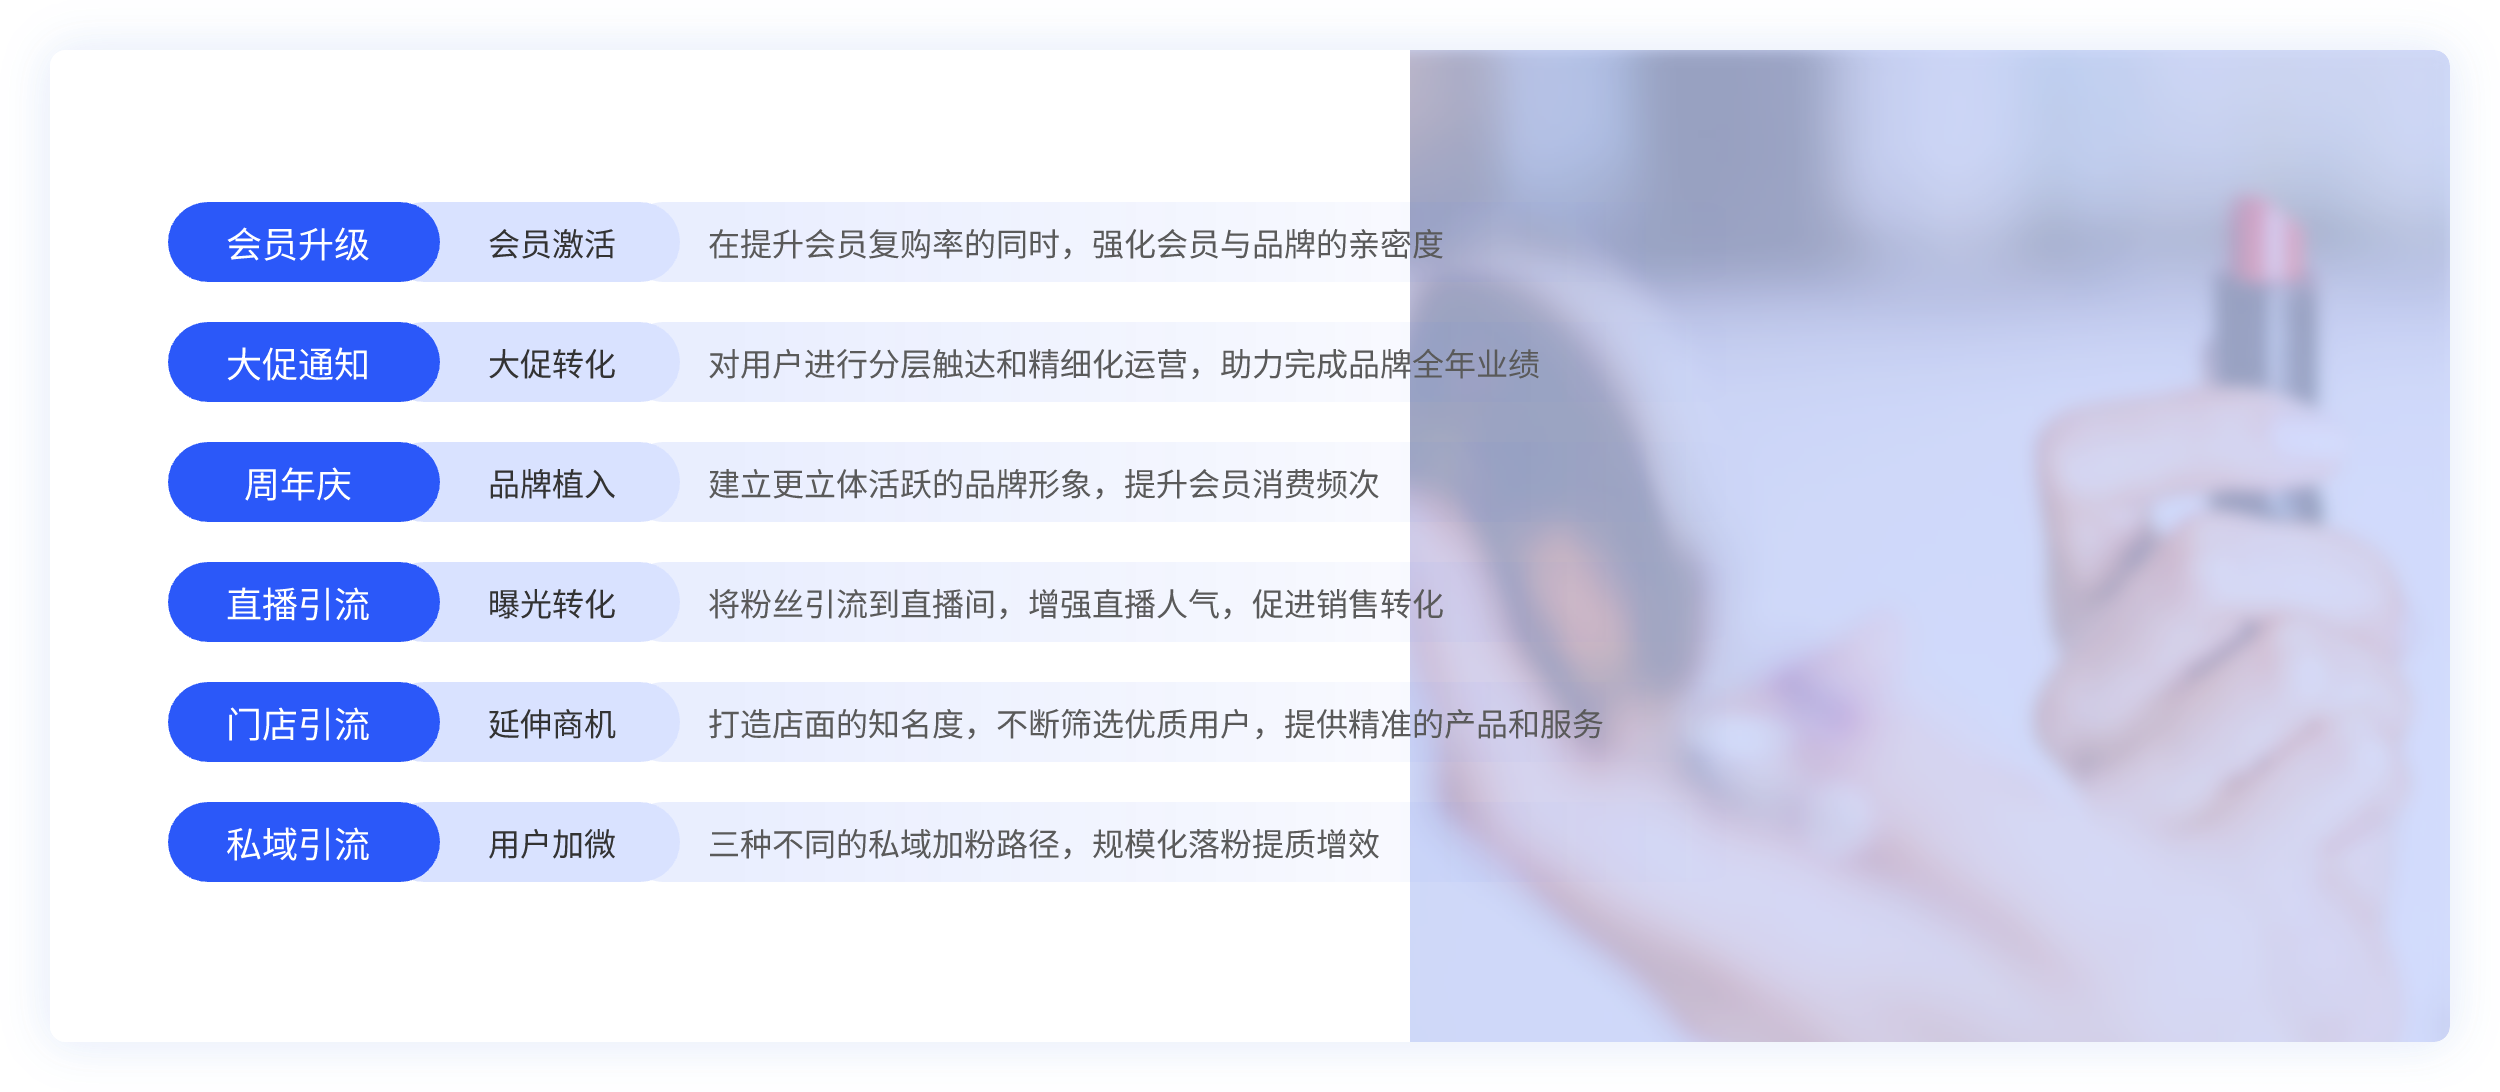 会员升级 会员激活 在提升会员复购率的同时，强化会员与品牌的亲密度
大促通知 大促转化 对用户进行分层触达和精细化运营，助力完成品牌全年业绩
周年庆 品牌植入 建立更立体活跃的品牌形象，提升会员消费频次
直播引流 曝光转化 将粉丝引流到直播间，增强直播人气，促进销售转化
门店引流 延伸商机 打造店面的知名度，不断筛选优质用户，提供精准的产品和服务
私域引流 用户加微 三种不同的私域加粉路径，规模化落粉提质增效